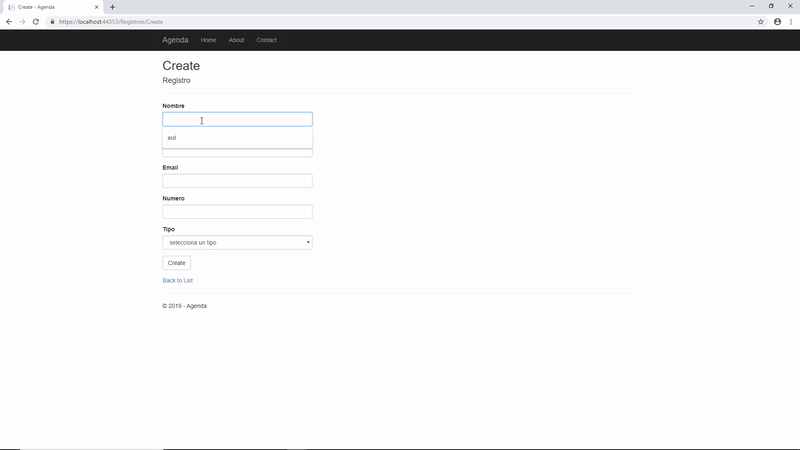 Create - Agenda
https://localhost:44353/Registros/Create
Agenda Home About Contact
Create
Registro
Nombre
asd
Email
Numero
Tipo
selecciona un tipo
Create
Back to List
© 2019 - Agenda